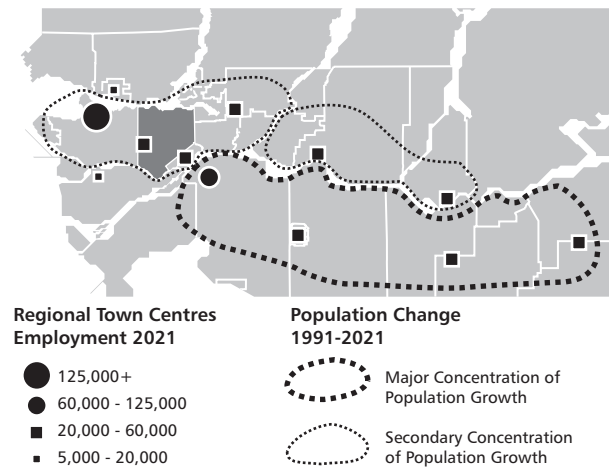 Regional Town Centres
Employment 2021
125,000+
60,000 - 125,000
20,000 - 60,000
5,000 - 20,000
Population Change
1991-2021
Major Concentration of
Population Growth
Secondary Concentration
of Population Growth